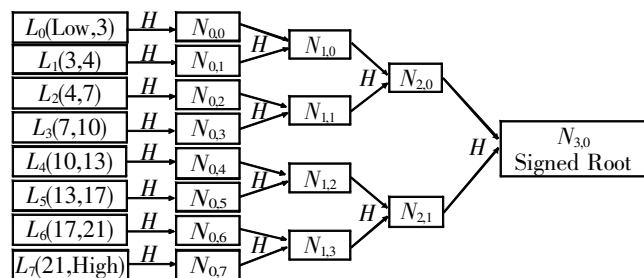 L₀(Low,3) H N₀,₀
L₁(3,4) H N₀,₁
H N₁,₀
L₂(4,7) H N₀,₂
L₃(7,10) H N₀,₃
H N₁,₁
H N₂,₀
L₄(10,13) H N₀,₄
L₅(13,17) H N₀,₅
H N₁,₂
L₆(17,21) H N₀,₆
L₇(21,High) H N₀,₇
H N₁,₃
H N₂,₁
H N₃,₀
Signed Root